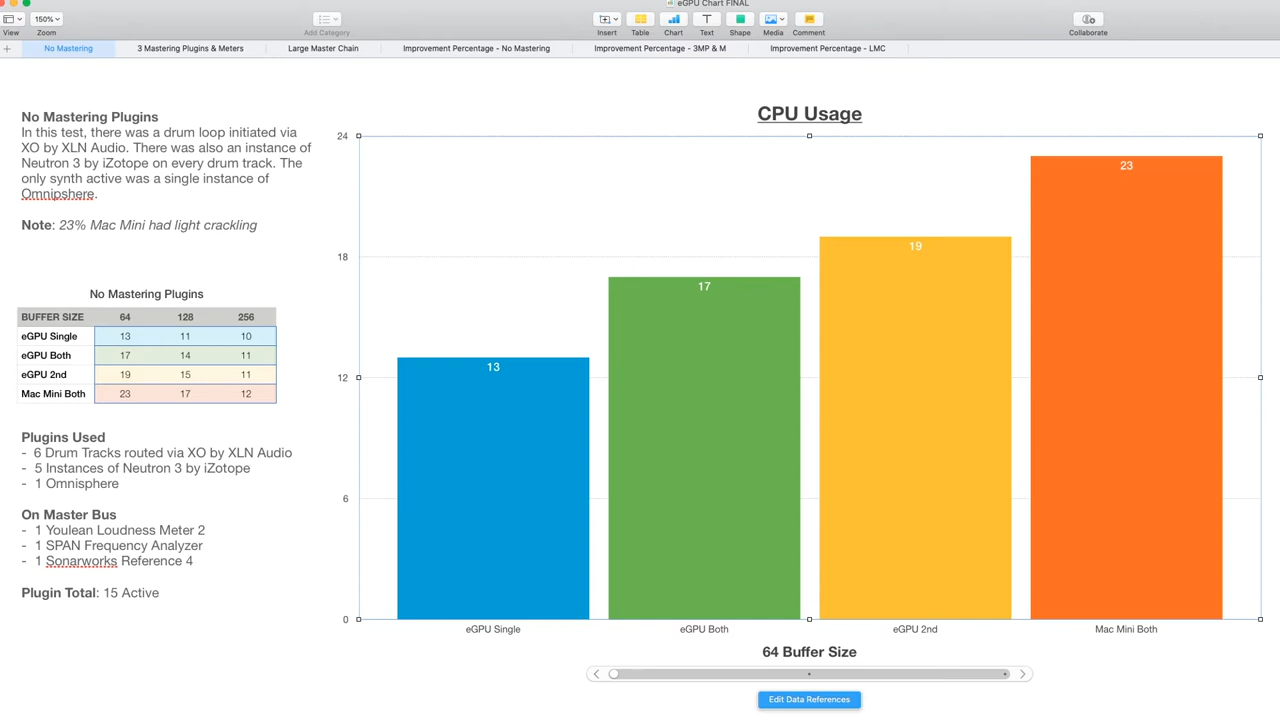 eGPU Chart FINAL
150%
View
Zoom
Add Category
Insert
Table
Chart
Text
Shape
Media
Comment
Collaborate
No Mastering
3 Mastering Plugins & Meters
Large Master Chain
Improvement Percentage - No Mastering
Improvement Percentage - 3MP & M
Improvement Percentage - LMC
No Mastering Plugins
In this test, there was a drum loop initiated via
XO by XLN Audio. There was also an instance of
Neutron 3 by iZotope on every drum track. The
only synth active was a single instance of
Omnipshere.
Note: 23% Mac Mini had light crackling
No Mastering Plugins
BUFFER SIZE 64 128 256
eGPU Single 13 11 10
eGPU Both 17 14 11
eGPU 2nd 19 15 11
Mac Mini Both 23 17 12
Plugins Used
- 6 Drum Tracks routed via XO by XLN Audio
- 5 Instances of Neutron 3 by iZotope
- 1 Omnisphere
On Master Bus
- 1 Youlean Loudness Meter 2
- 1 SPAN Frequency Analyzer
- 1 Sonarworks Reference 4
Plugin Total: 15 Active
CPU Usage
24
18
12
6
0
13
17
19
23
eGPU Single
eGPU Both
eGPU 2nd
Mac Mini Both
64 Buffer Size
Edit Data References